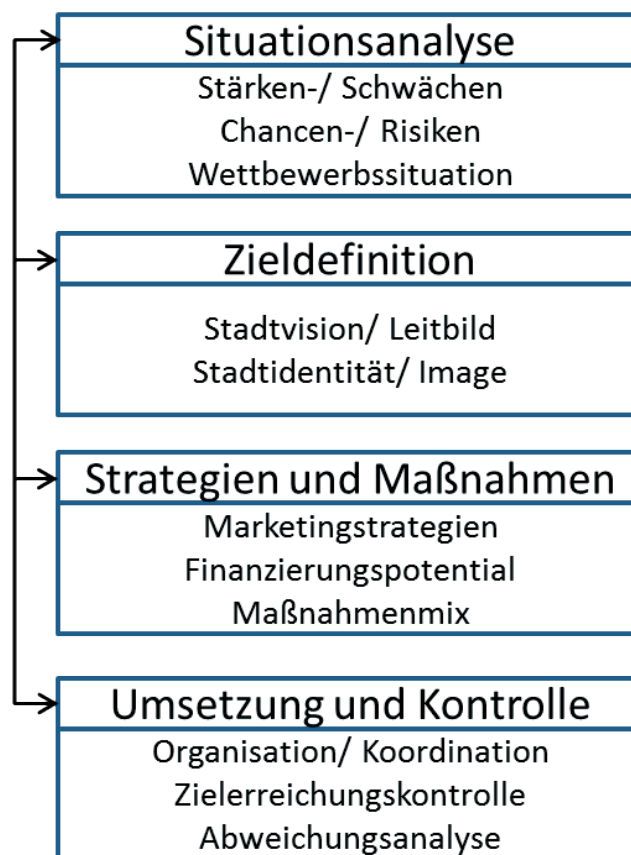 Situationsanalyse
Stärken-/ Schwächen
Chancen-/ Risiken
Wettbewerbssituation
Zieldefinition
Stadtvision/ Leitbild
Stadtidentität/ Image
Strategien und Maßnahmen
Marketingstrategien
Finanzierungspotential
Maßnahmenmix
Umsetzung und Kontrolle
Organisation/ Koordination
Zielerreichungskontrolle
Abweichungsanalyse